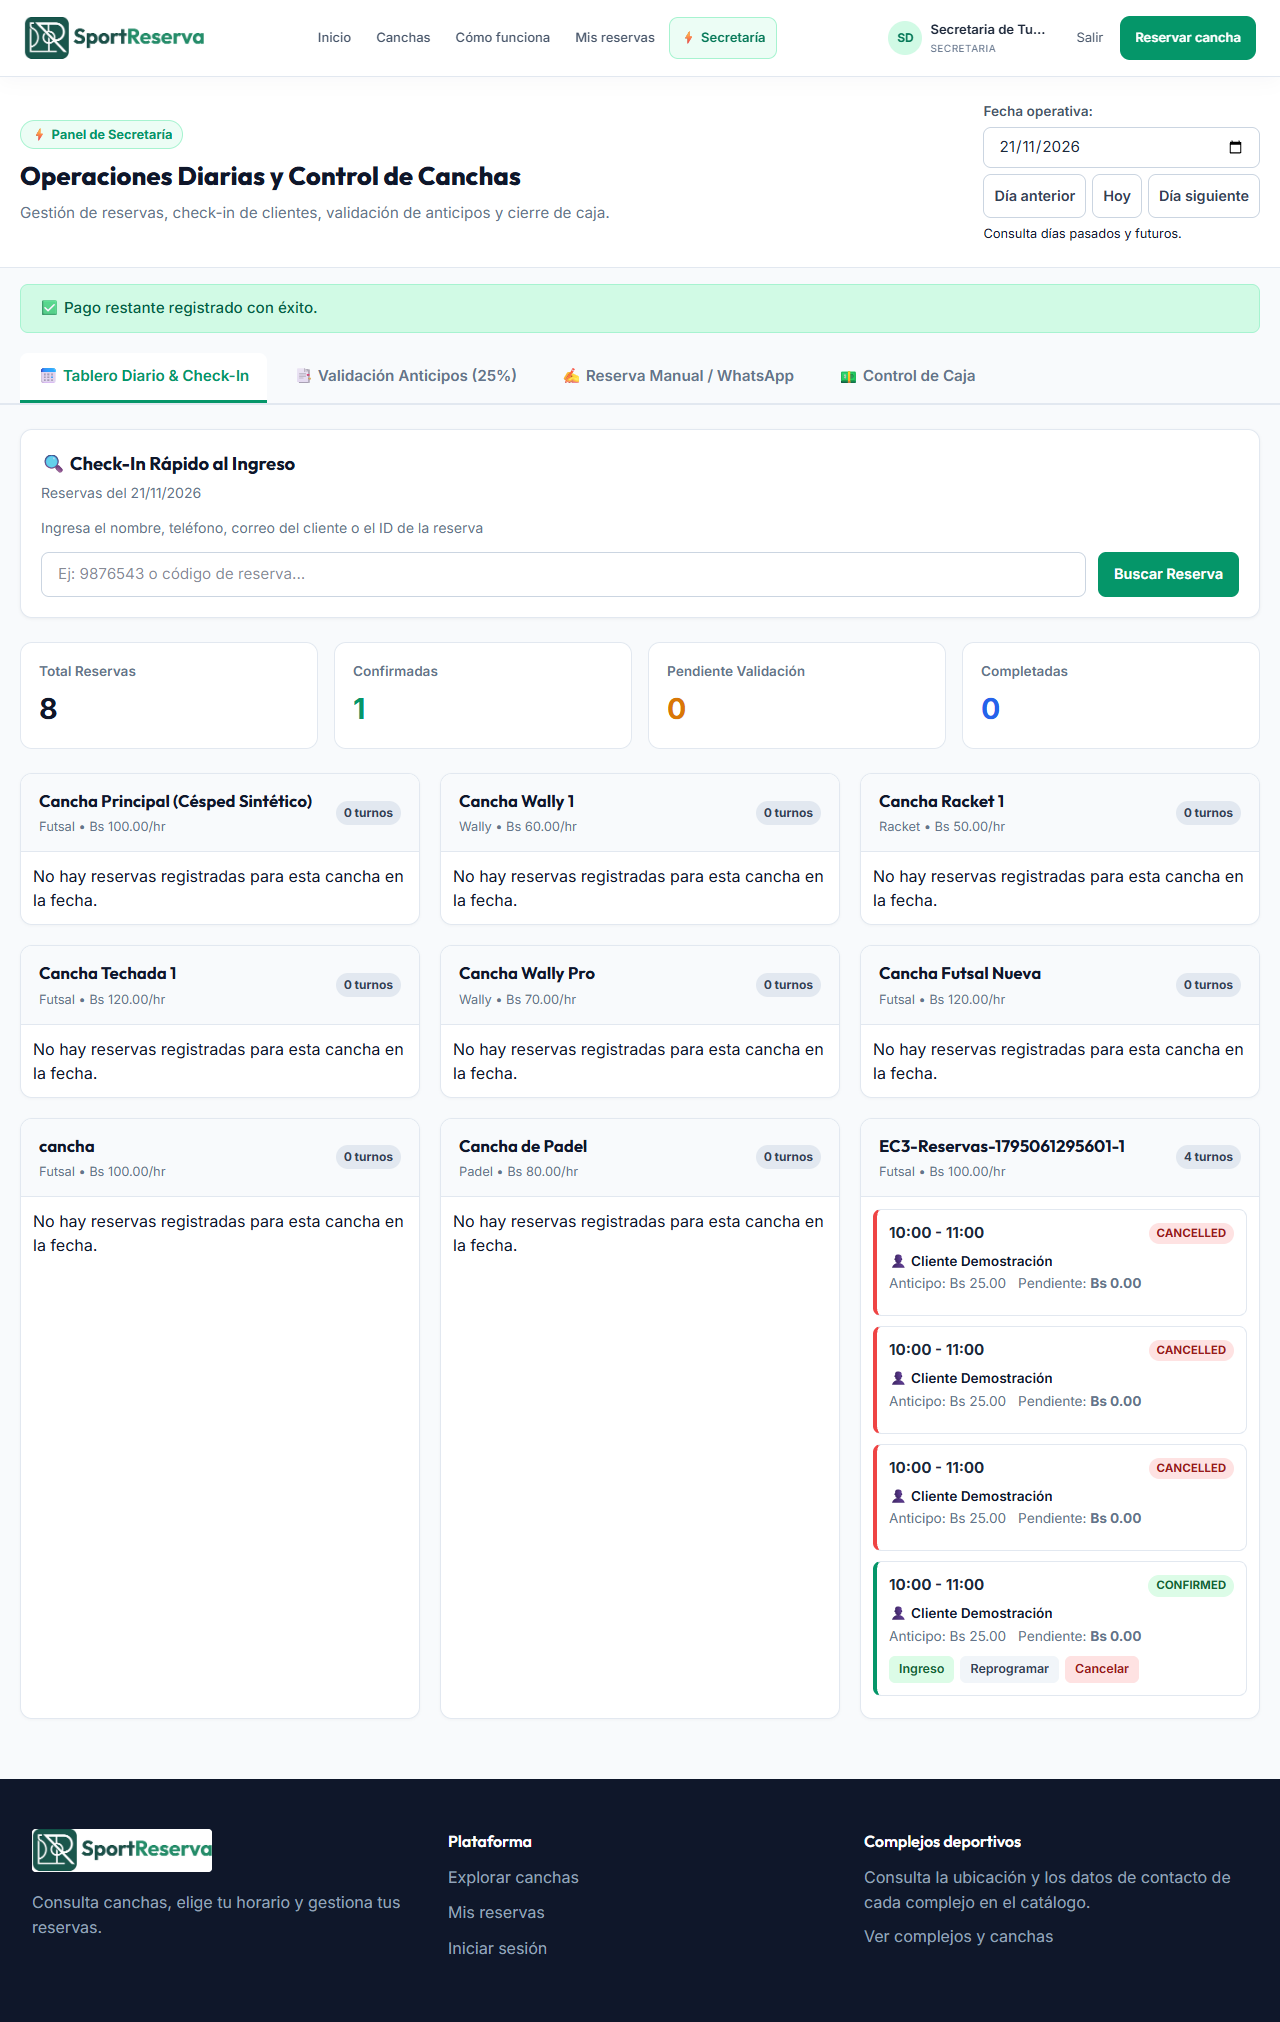 SportReserva
Inicio
Canchas
Cómo funciona
Mis reservas
Secretaría
SD
Secretaria de Tu...
SECRETARIA
Salir
Reservar cancha
Panel de Secretaría
Operaciones Diarias y Control de Canchas
Gestión de reservas, check-in de clientes, validación de anticipos y cierre de caja.
Fecha operativa:
21/11/2026
Día anterior
Hoy
Día siguiente
Consulta días pasados y futuros.
Pago restante registrado con éxito.
Tablero Diario & Check-In
Validación Anticipos (25%)
Reserva Manual / WhatsApp
Control de Caja
Check-In Rápido al Ingreso
Reservas del 21/11/2026
Ingresa el nombre, teléfono, correo del cliente o el ID de la reserva
Ej: 9876543 o código de reserva...
Buscar Reserva
Total Reservas
8
Confirmadas
1
Pendiente Validación
0
Completadas
0
Cancha Principal (Césped Sintético)
Futsal • Bs 100.00/hr
0 turnos
No hay reservas registradas para esta cancha en
la fecha.
Cancha Wally 1
Wally • Bs 60.00/hr
0 turnos
No hay reservas registradas para esta cancha en
la fecha.
Cancha Racket 1
Racket • Bs 50.00/hr
0 turnos
No hay reservas registradas para esta cancha en
la fecha.
Cancha Techada 1
Futsal • Bs 120.00/hr
0 turnos
No hay reservas registradas para esta cancha en
la fecha.
Cancha Wally Pro
Wally • Bs 70.00/hr
0 turnos
No hay reservas registradas para esta cancha en
la fecha.
Cancha Futsal Nueva
Futsal • Bs 120.00/hr
0 turnos
No hay reservas registradas para esta cancha en
la fecha.
cancha
Futsal • Bs 100.00/hr
0 turnos
No hay reservas registradas para esta cancha en
la fecha.
Cancha de Padel
Padel • Bs 80.00/hr
0 turnos
No hay reservas registradas para esta cancha en
la fecha.
EC3-Reservas-1795061295601-1
Futsal • Bs 100.00/hr
4 turnos
10:00 - 11:00
CANCELLED
Cliente Demostración
Anticipo: Bs 25.00 Pendiente: Bs 0.00
10:00 - 11:00
CANCELLED
Cliente Demostración
Anticipo: Bs 25.00 Pendiente: Bs 0.00
10:00 - 11:00
CANCELLED
Cliente Demostración
Anticipo: Bs 25.00 Pendiente: Bs 0.00
10:00 - 11:00
CONFIRMED
Cliente Demostración
Anticipo: Bs 25.00 Pendiente: Bs 0.00
Ingreso
Reprogramar
Cancelar
SportReserva
Consulta canchas, elige tu horario y gestiona tus
reservas.
Plataforma
Explorar canchas
Mis reservas
Iniciar sesión
Complejos deportivos
Consulta la ubicación y los datos de contacto de
cada complejo en el catálogo.
Ver complejos y canchas